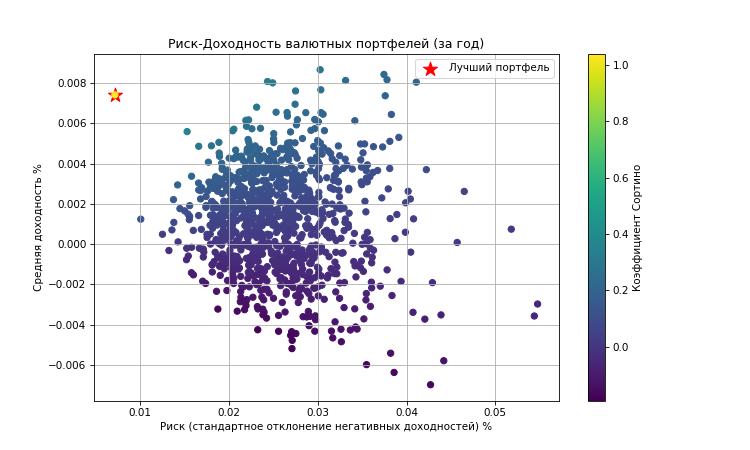 Риск-Доходность валютных портфелей (за год)
Лучший портфель
Средняя доходность %
0.008
0.006
0.004
0.002
0.000
−0.002
−0.004
−0.006
0.01 0.02 0.03 0.04 0.05
Риск (стандартное отклонение негативных доходностей) %
1.0
0.8
0.6
0.4
0.2
0.0
Коэффициент Сортино